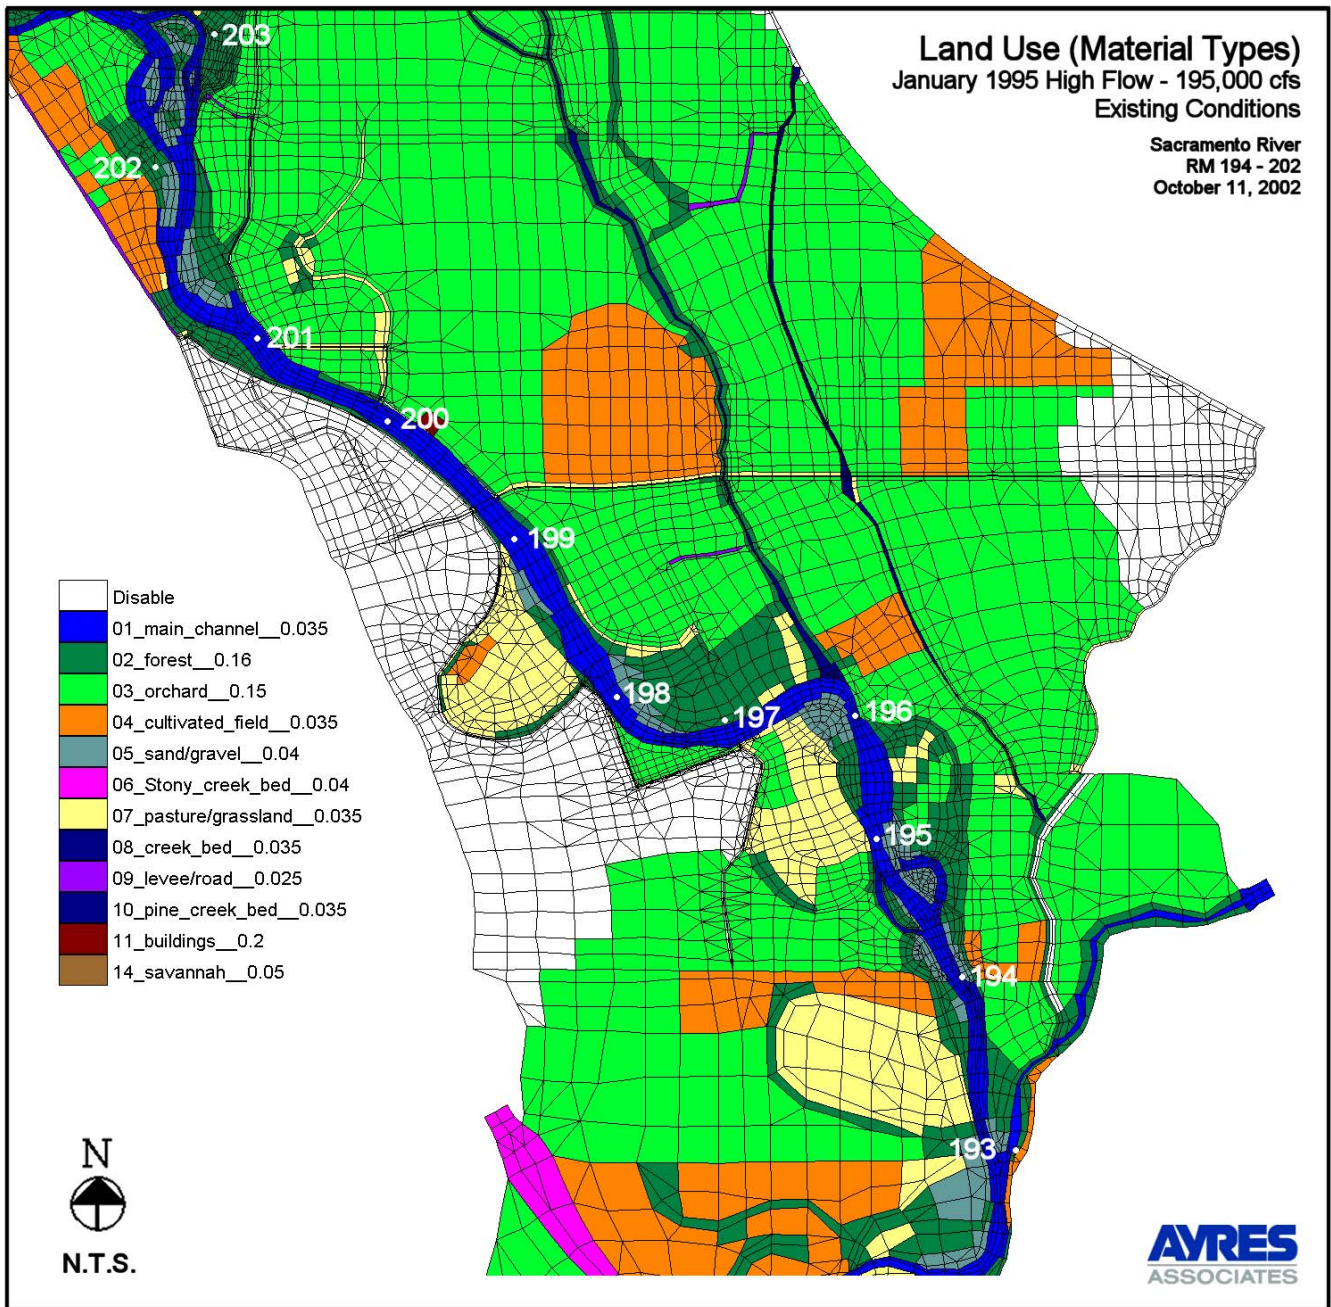 Land Use (Material Types)
January 1995 High Flow - 195,000 cfs
Existing Conditions
Sacramento River
RM 194 - 202
October 11, 2002
203
202
201
200
199
198
197
196
195
194
193
Disable
01_main_channel__0.035
02_forest__0.16
03_orchard__0.15
04_cultivated_field__0.035
05_sand/gravel__0.04
06_Stony_creek_bed__0.04
07_pasture/grassland__0.035
08_creek_bed__0.035
09_levee/road__0.025
10_pine_creek_bed__0.035
11_buildings__0.2
14_savannah__0.05
N
N.T.S.
AYRES
ASSOCIATES